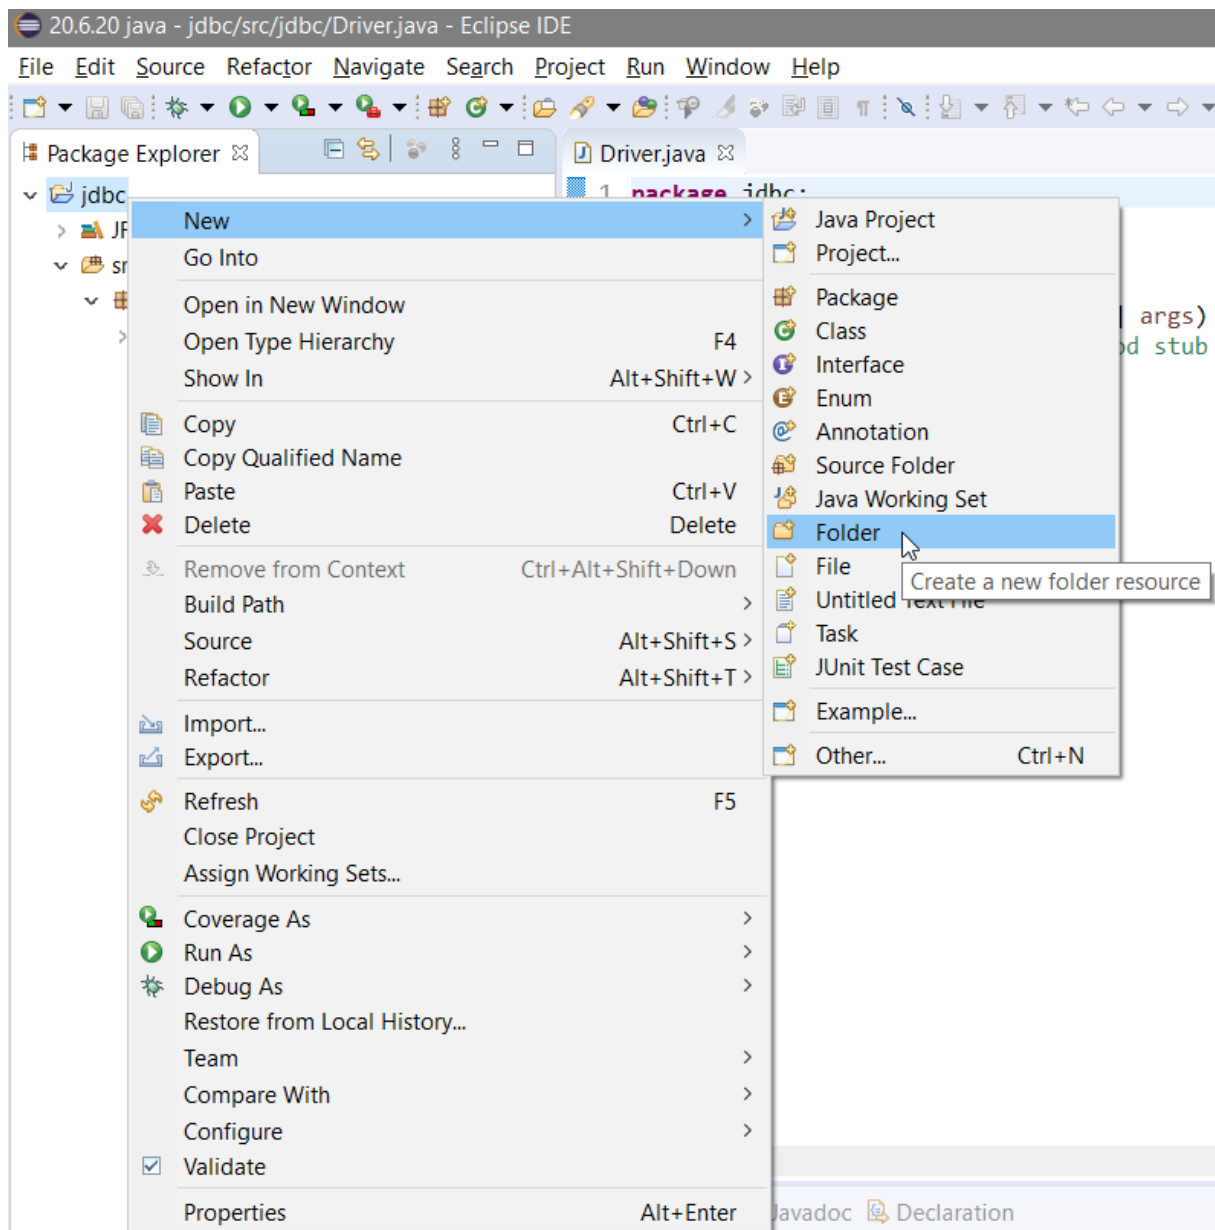 20.6.20 java - jdbc/src/jdbc/Driver.java - Eclipse IDE
File Edit Source Refactor Navigate Search Project Run Window Help
Package Explorer
Driver.java
jdbc
1 package jdbc;
New
Java Project
JR
Project...
Go Into
sr
Package
Open in New Window
args)
Class
Open Type Hierarchy F4
od stub
Interface
Show In Alt+Shift+W
Enum
Copy Ctrl+C
Annotation
Copy Qualified Name
Source Folder
Paste Ctrl+V
Java Working Set
Delete Delete
Folder
Remove from Context Ctrl+Alt+Shift+Down
File
Create a new folder resource
Build Path
Untitled Text File
Source Alt+Shift+S
Task
Refactor Alt+Shift+T
JUnit Test Case
Import...
Example...
Export...
Other... Ctrl+N
Refresh F5
Close Project
Assign Working Sets...
Coverage As
Run As
Debug As
Restore from Local History...
Team
Compare With
Configure
Validate
Properties Alt+Enter
Javadoc Declaration